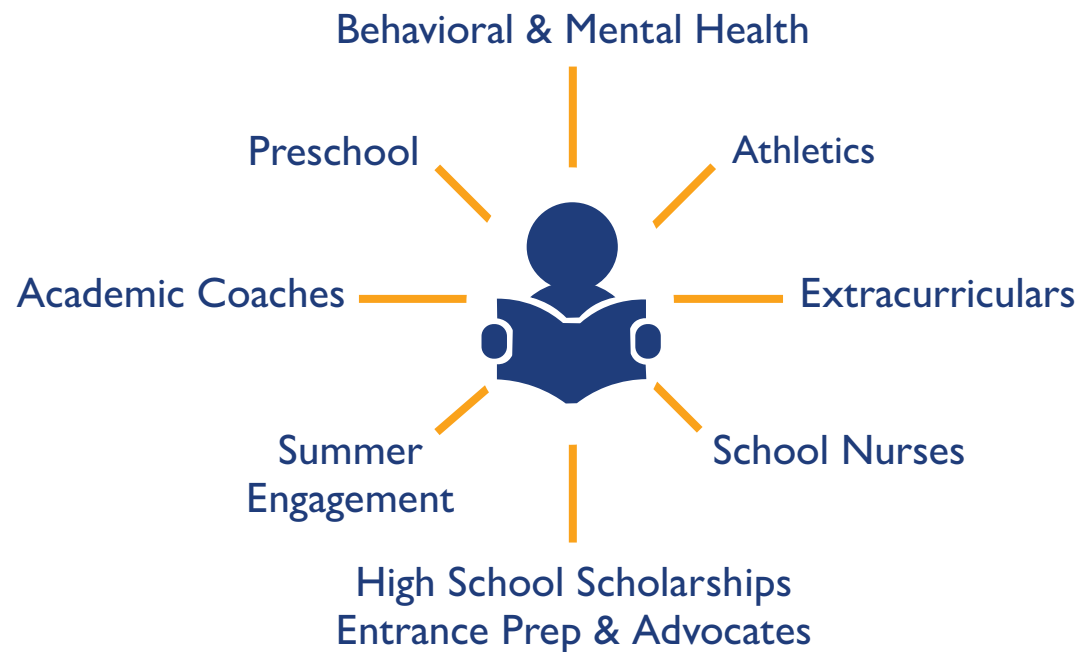 Behavioral & Mental Health
Preschool
Athletics
Academic Coaches
Extracurriculars
Summer
Engagement
School Nurses
High School Scholarships
Entrance Prep & Advocates